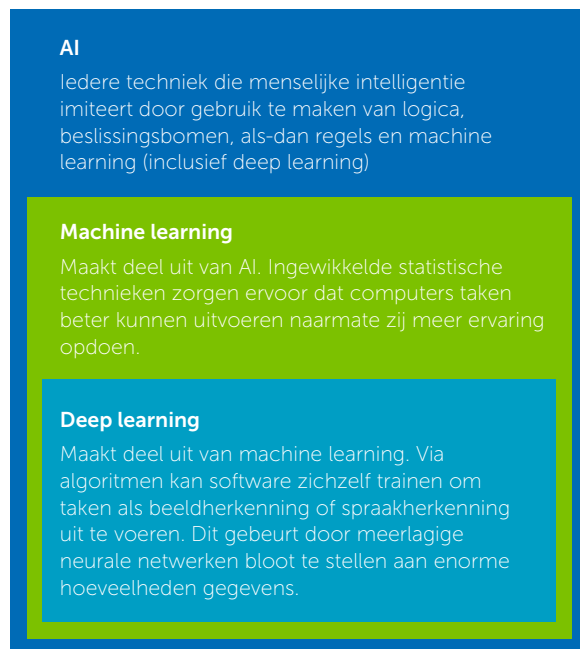 AI
Iedere techniek die menselijke intelligentie
imiteert door gebruik te maken van logica,
beslissingsbomen, als-dan regels en machine
learning (inclusief deep learning)
Machine learning
Maakt deel uit van AI. Ingewikkelde statistische
technieken zorgen ervoor dat computers taken
beter kunnen uitvoeren naarmate zij meer ervaring
opdoen.
Deep learning
Maakt deel uit van machine learning. Via
algoritmen kan software zichzelf trainen om
taken als beeldherkenning of spraakherkenning
uit te voeren. Dit gebeurt door meerlagige
neurale netwerken bloot te stellen aan enorme
hoeveelheden gegevens.